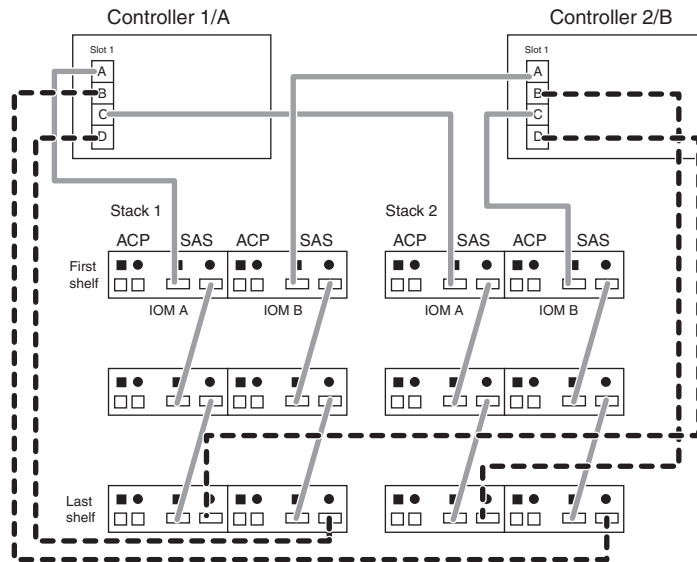 Controller 1/A
Controller 2/B
Slot 1
A
B
C
D
Slot 1
A
B
C
D
Stack 1
Stack 2
ACP SAS ACP SAS
ACP SAS ACP SAS
First
shelf
IOM A
IOM B
IOM A
IOM B
Last
shelf